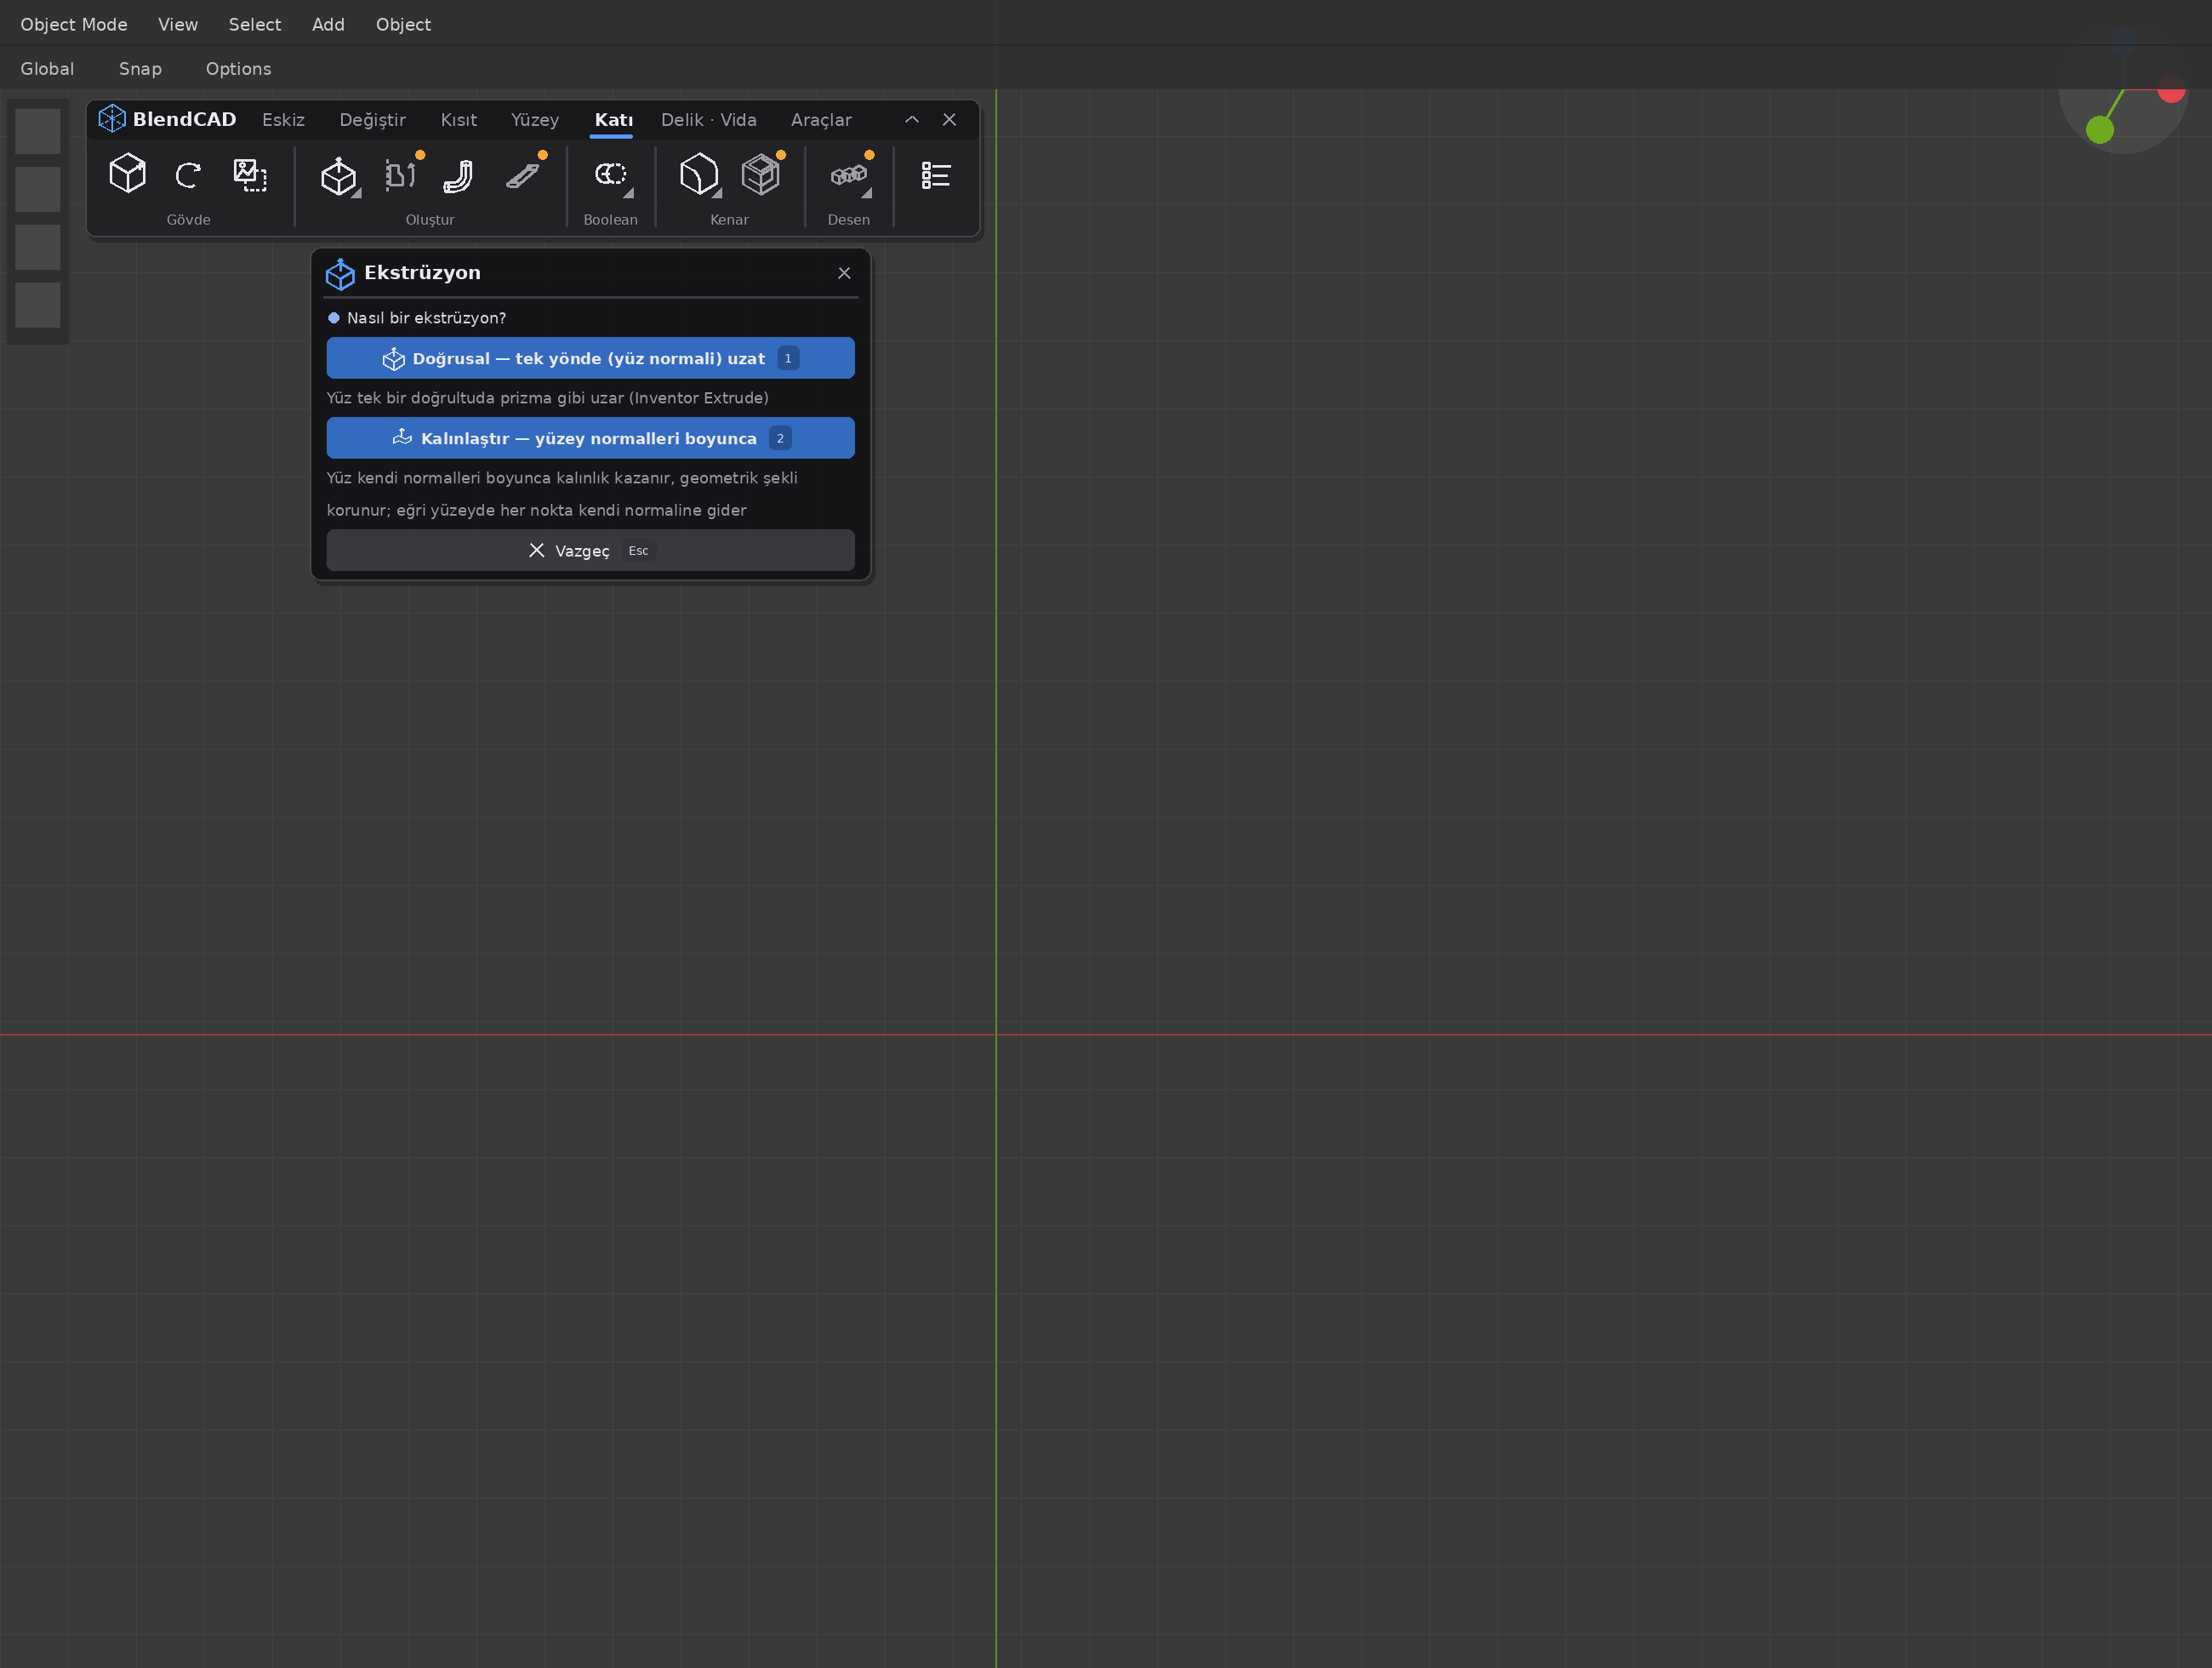 Object Mode View Select Add Object
Global Snap Options
BlendCAD Eskiz Değiştir Kısıt Yüzey Katı Delik · Vida Araçlar
Gövde Oluştur Boolean Kenar Desen
Ekstrüzyon
Nasıl bir ekstrüzyon?
Doğrusal — tek yönde (yüz normali) uzat 1
Yüz tek bir doğrultuda prizma gibi uzar (Inventor Extrude)
Kalınlaştır — yüzey normalleri boyunca 2
Yüz kendi normalleri boyunca kalınlık kazanır, geometrik şekli
korunur; eğri yüzeyde her nokta kendi normaline gider
Vazgeç Esc